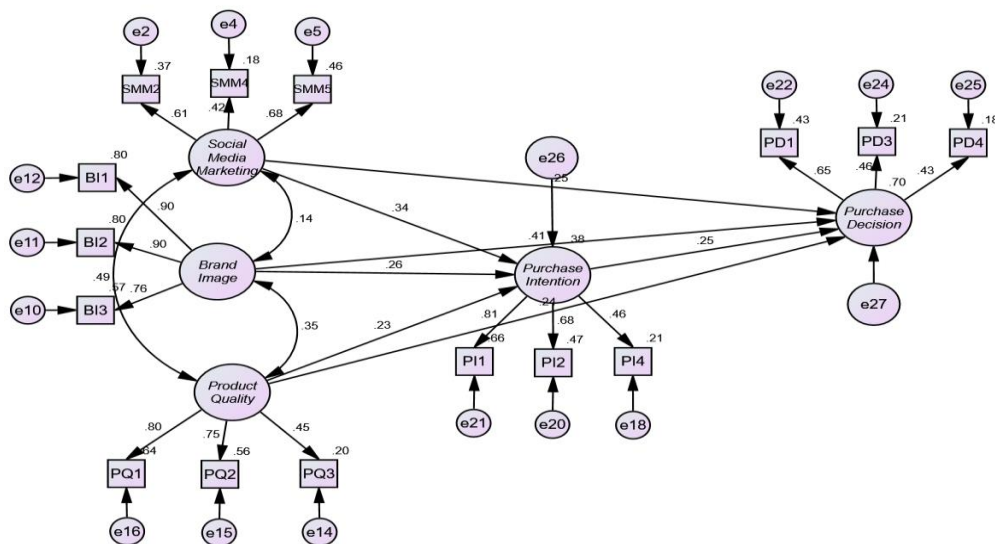 e2
e4
e5
.37
.18
.46
SMM2
SMM4
SMM5
.61
.42
.68
Social
Media
Marketing
e22
e24
e25
.43
.21
.18
PD1
PD3
PD4
.65
.46
.43
.70
Purchase
Decision
e27
e26
.25
.34
.14
.41
.38
.25
.26
e12
BI1
.80
.90
e11
BI2
.80
.90
e10
BI3
.57
.76
.49
Brand
Image
.35
Purchase
Intention
.24
.23
.81
.68
.46
.66
.47
.21
PI1
PI2
PI4
e21
e20
e18
Product
Quality
.80
.75
.45
.64
.56
.20
PQ1
PQ2
PQ3
e16
e15
e14